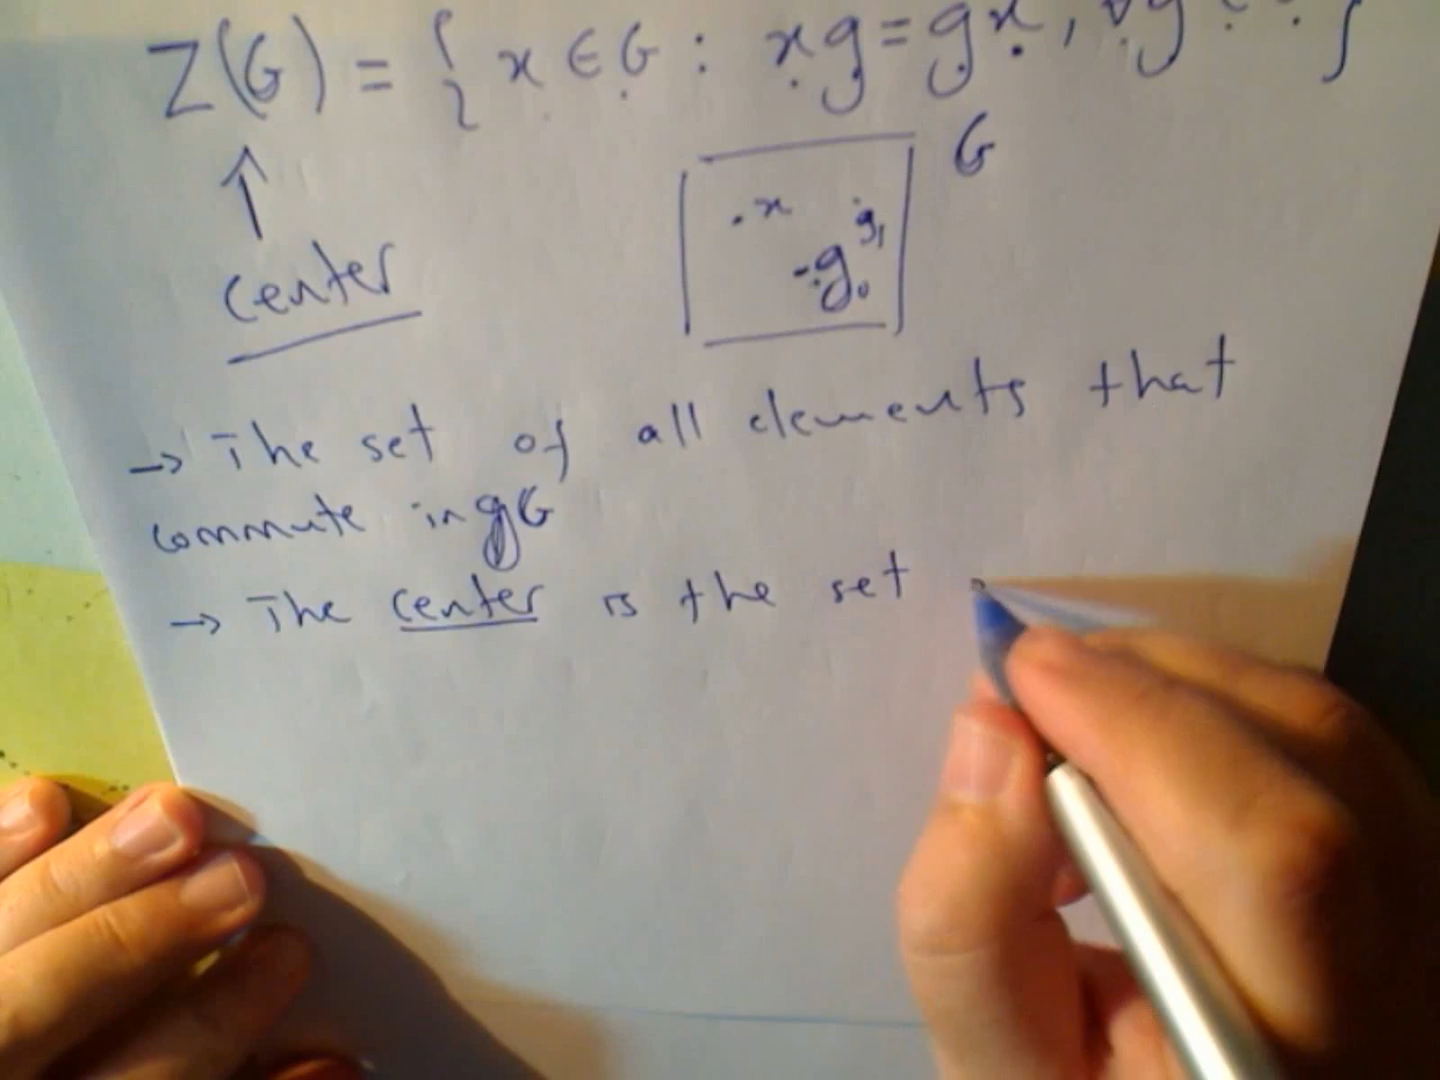 Z(G) = { x ∈ G : xg = gx, ∀g }
G
x
g₁
g₀
center
→ The set of all elements that
commute in G
→ The center is the set